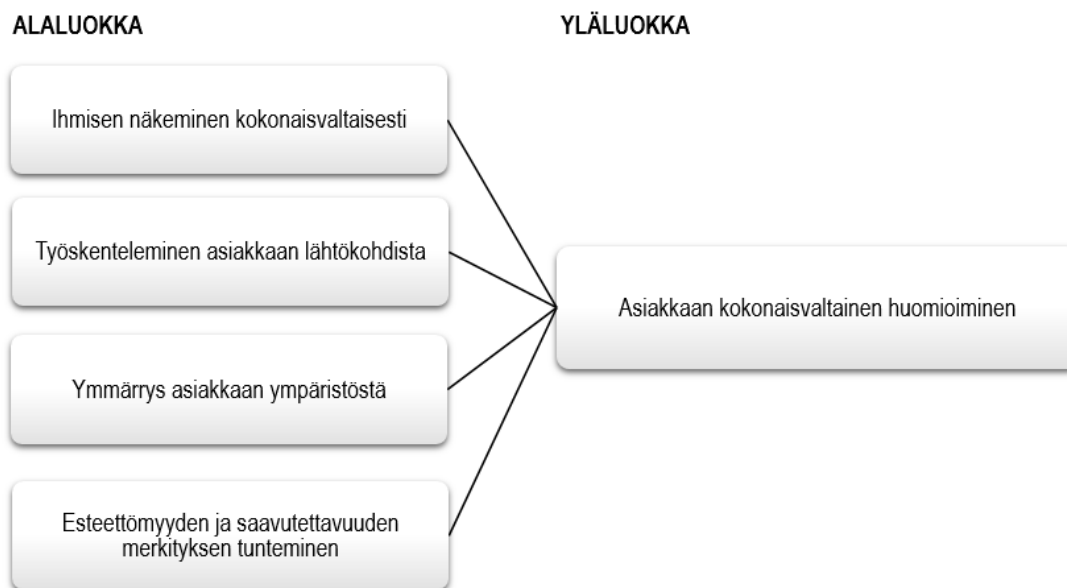 ALALUOKKA
YLÄLUOKKA
Ihmisen näkeminen kokonaisvaltaisesti
Työskenteleminen asiakkaan lähtökohdista
Ymmärrys asiakkaan ympäristöstä
Esteettömyyden ja saavutettavuuden
merkityksen tunteminen
Asiakkaan kokonaisvaltainen huomioiminen